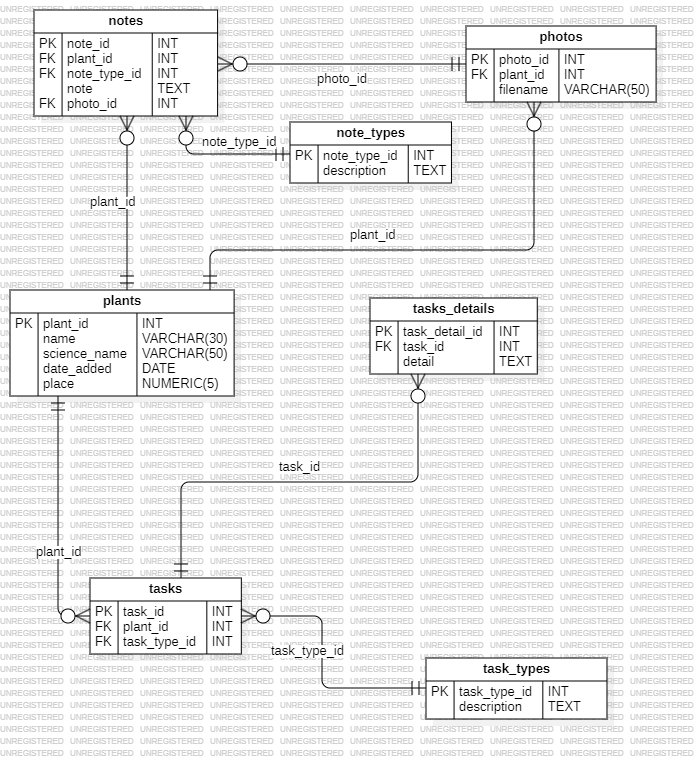 notes
PK note_id INT
FK plant_id INT
FK note_type_id INT
note TEXT
FK photo_id INT
photos
PK photo_id INT
FK plant_id INT
filename VARCHAR(50)
photo_id
note_types
PK note_type_id INT
description TEXT
note_type_id
plant_id
plant_id
plants
PK plant_id INT
name VARCHAR(30)
science_name VARCHAR(50)
date_added DATE
place NUMERIC(5)
tasks_details
PK task_detail_id INT
FK task_id INT
detail TEXT
task_id
plant_id
tasks
PK task_id INT
FK plant_id INT
FK task_type_id INT
task_type_id
task_types
PK task_type_id INT
description TEXT
UNREGISTERED